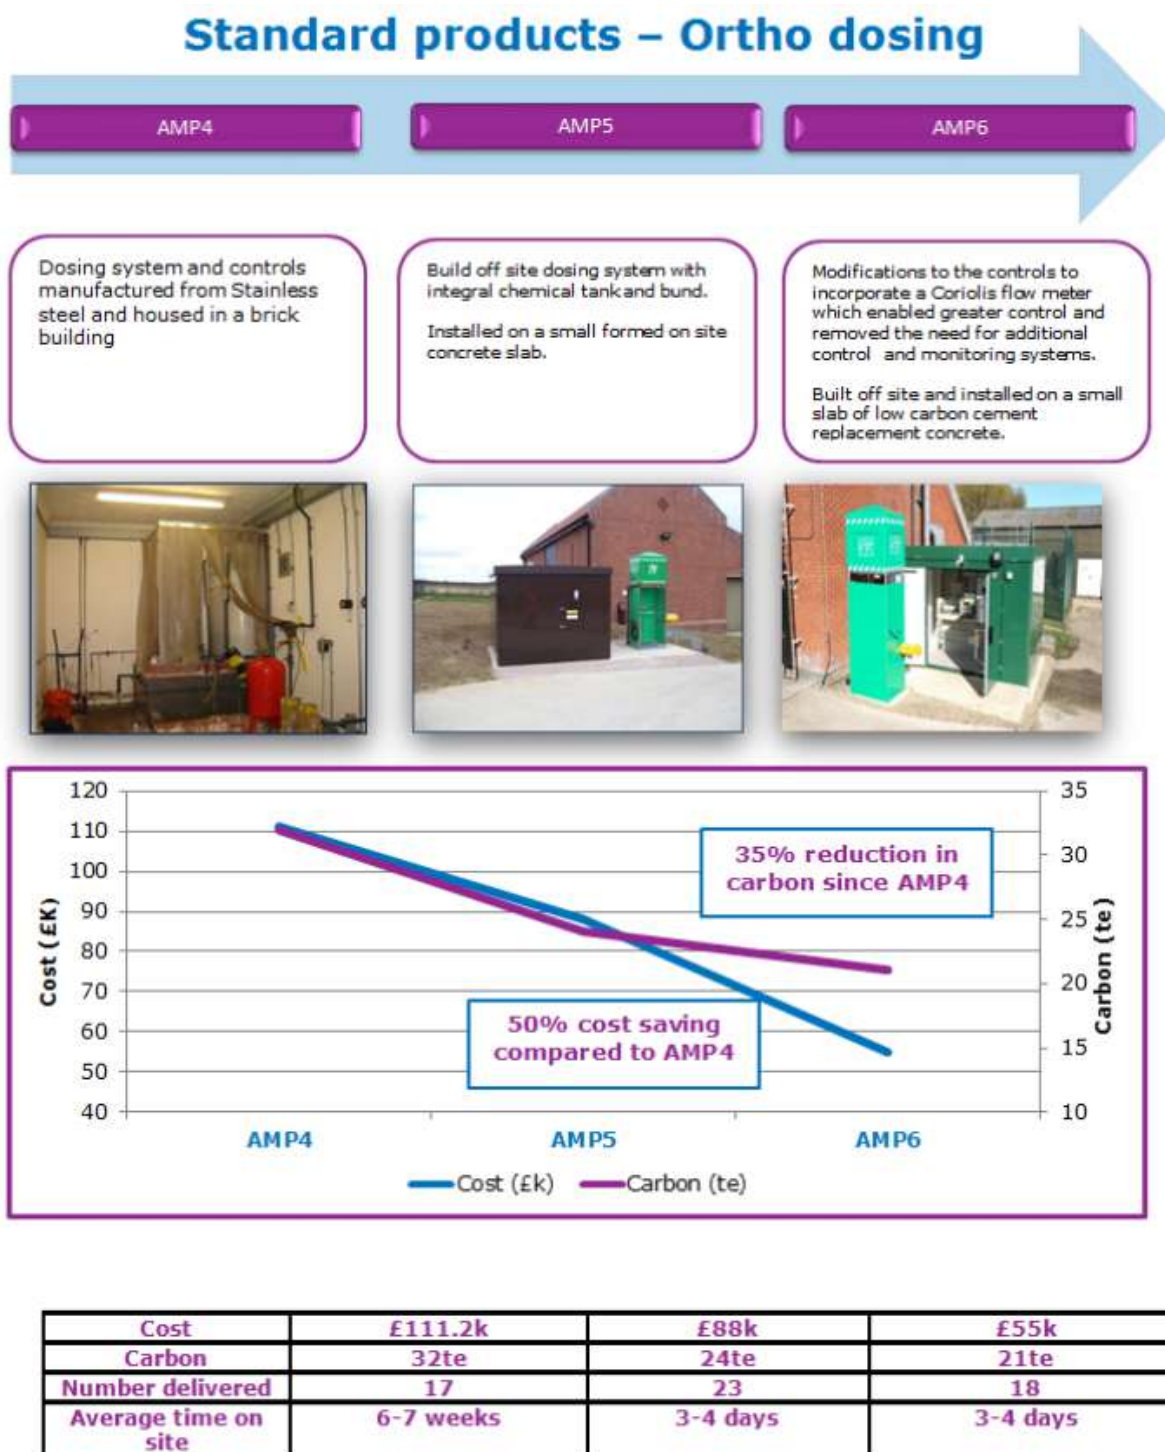 Standard products – Ortho dosing
AMP4
AMP5
AMP6
Dosing system and controls
manufactured from Stainless
steel and housed in a brick
building
Build off site dosing system with
integral chemical tank and bund.
Installed on a small formed on site
concrete slab.
Modifications to the controls to
incorporate a Coriolis flow meter
which enabled greater control and
removed the need for additional
control and monitoring systems.
Built off site and installed on a small
slab of low carbon cement
replacement concrete.
120
110
100
90
80
70
60
50
40
Cost (£K)
35% reduction in
carbon since AMP4
50% cost saving
compared to AMP4
35
30
25
20
15
10
Carbon (te)
AMP4
AMP5
AMP6
Cost (£k)
Carbon (te)
Cost £111.2k £88k £55k
Carbon 32te 24te 21te
Number delivered 17 23 18
Average time on 6-7 weeks 3-4 days 3-4 days
site